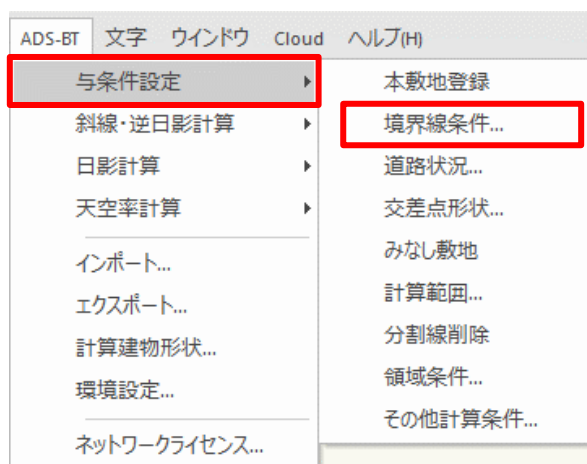 ADS-BT 文字 ウインドウ Cloud ヘルプ(H)
与条件設定
斜線・逆日影計算
日影計算
天空率計算
インポート...
エクスポート...
計算建物形状...
環境設定...
ネットワークライセンス...
本敷地登録
境界線条件...
道路状況...
交差点形状...
みなし敷地
計算範囲...
分割線削除
領域条件...
その他計算条件...